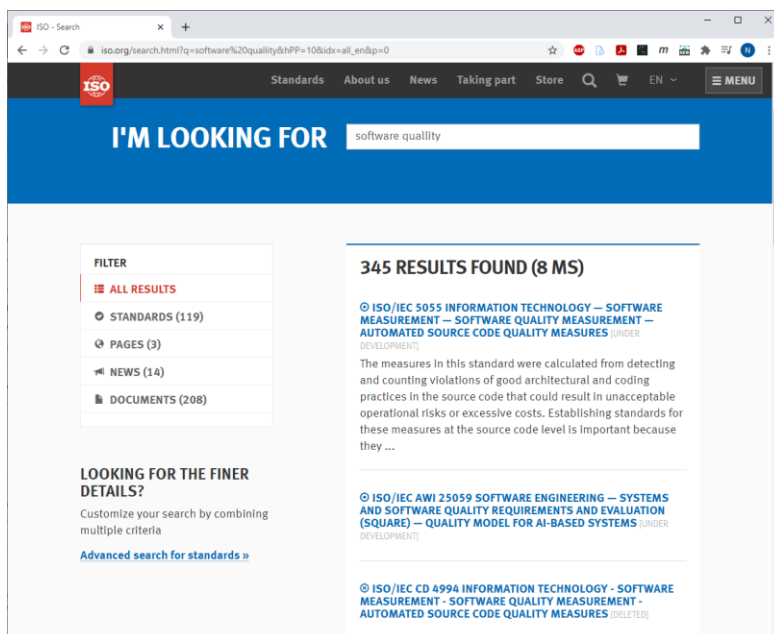 ISO - Search
iso.org/search.html?q=software%20quallity&hPP=10&idx=all_en&p=0
ABP
m
N
ISO
Standards About us News Taking part Store EN MENU
I'M LOOKING FOR
software quallity
FILTER
ALL RESULTS
STANDARDS (119)
PAGES (3)
NEWS (14)
DOCUMENTS (208)
LOOKING FOR THE FINER
DETAILS?
Customize your search by combining
multiple criteria
Advanced search for standards »
345 RESULTS FOUND (8 MS)
ISO/IEC 5055 INFORMATION TECHNOLOGY — SOFTWARE
MEASUREMENT — SOFTWARE QUALITY MEASUREMENT —
AUTOMATED SOURCE CODE QUALITY MEASURES [UNDER
DEVELOPMENT]
The measures in this standard were calculated from detecting
and counting violations of good architectural and coding
practices in the source code that could result in unacceptable
operational risks or excessive costs. Establishing standards for
these measures at the source code level is important because
they ...
ISO/IEC AWI 25059 SOFTWARE ENGINEERING — SYSTEMS
AND SOFTWARE QUALITY REQUIREMENTS AND EVALUATION
(SQUARE) — QUALITY MODEL FOR AI-BASED SYSTEMS [UNDER
DEVELOPMENT]
ISO/IEC CD 4994 INFORMATION TECHNOLOGY - SOFTWARE
MEASUREMENT - SOFTWARE QUALITY MEASUREMENT -
AUTOMATED SOURCE CODE QUALITY MEASURES [DELETED]